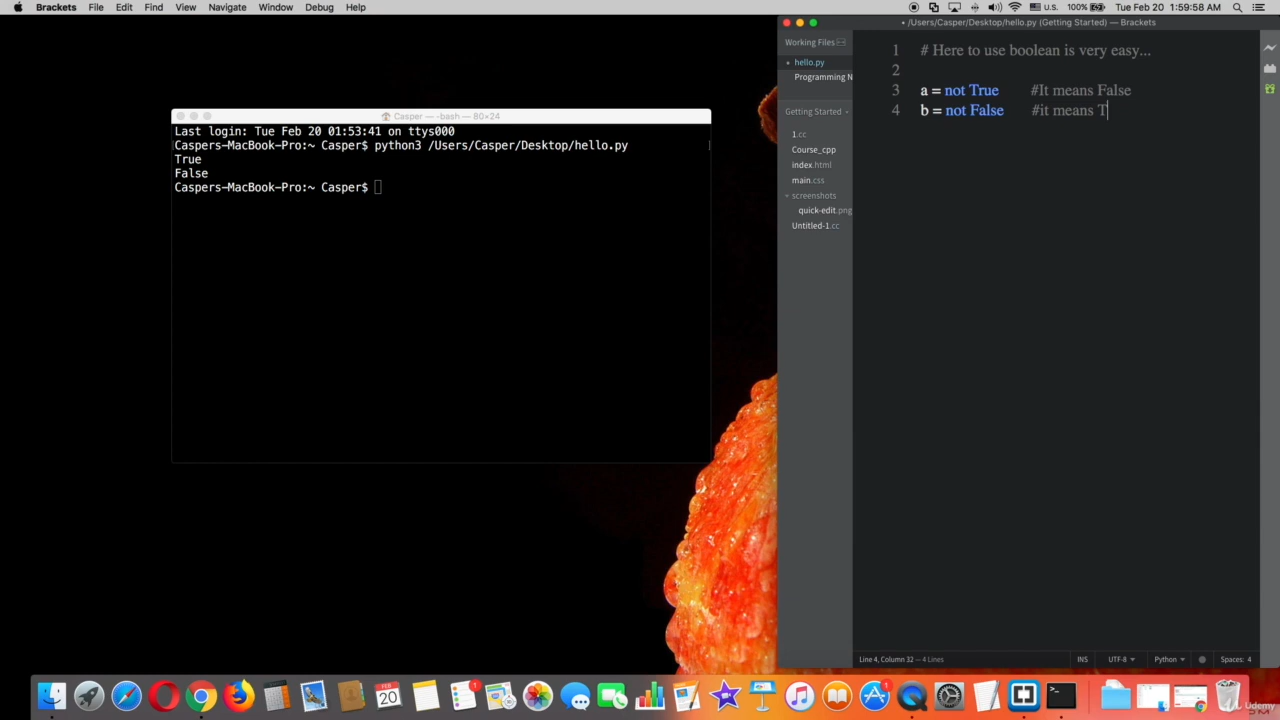 Brackets File Edit Find View Navigate Window Debug Help
U.S. 100% Tue Feb 20 1:59:58 AM
• /Users/Casper/Desktop/hello.py (Getting Started) — Brackets
Casper — -bash — 80×24
Last login: Tue Feb 20 01:53:41 on ttys000
Caspers-MacBook-Pro:~ Casper$ python3 /Users/Casper/Desktop/hello.py
True
False
Caspers-MacBook-Pro:~ Casper$
Working Files
hello.py
Programming N
Getting Started
1.cc
Course_cpp
index.html
main.css
screenshots
quick-edit.png
Untitled-1.cc
1 # Here to use boolean is very easy...
2
3 a = not True #It means False
4 b = not False #it means T
Line 4, Column 32 — 4 Lines
INS UTF-8 Python Spaces: 4
FEB
20
1
1
Udemy